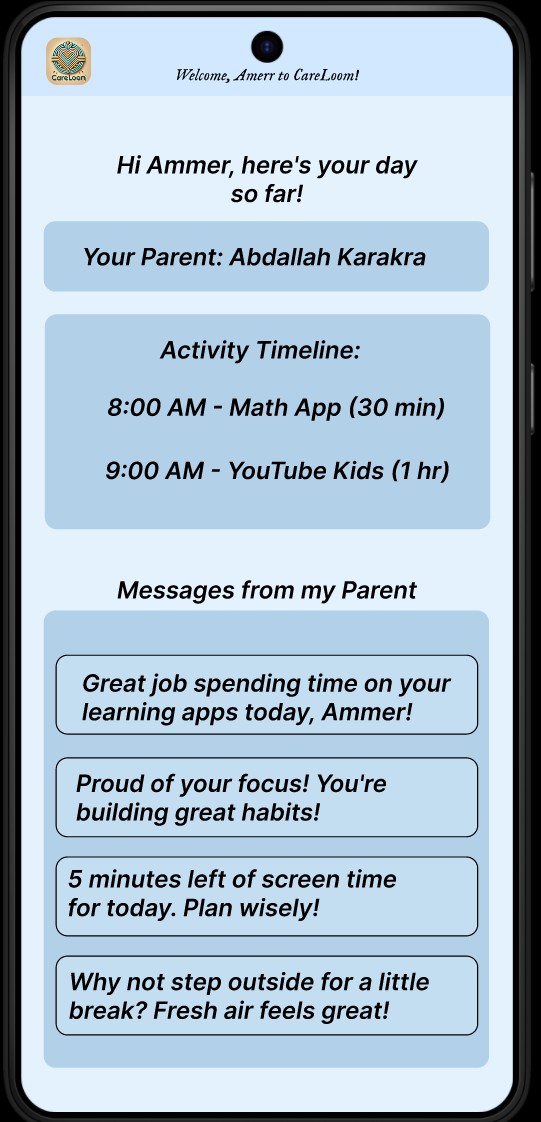 CareLoom
Welcome, Amerr to CareLoom!
Hi Ammer, here's your day
so far!
Your Parent: Abdallah Karakra
Activity Timeline:
8:00 AM - Math App (30 min)
9:00 AM - YouTube Kids (1 hr)
Messages from my Parent
Great job spending time on your
learning apps today, Ammer!
Proud of your focus! You're
building great habits!
5 minutes left of screen time
for today. Plan wisely!
Why not step outside for a little
break? Fresh air feels great!